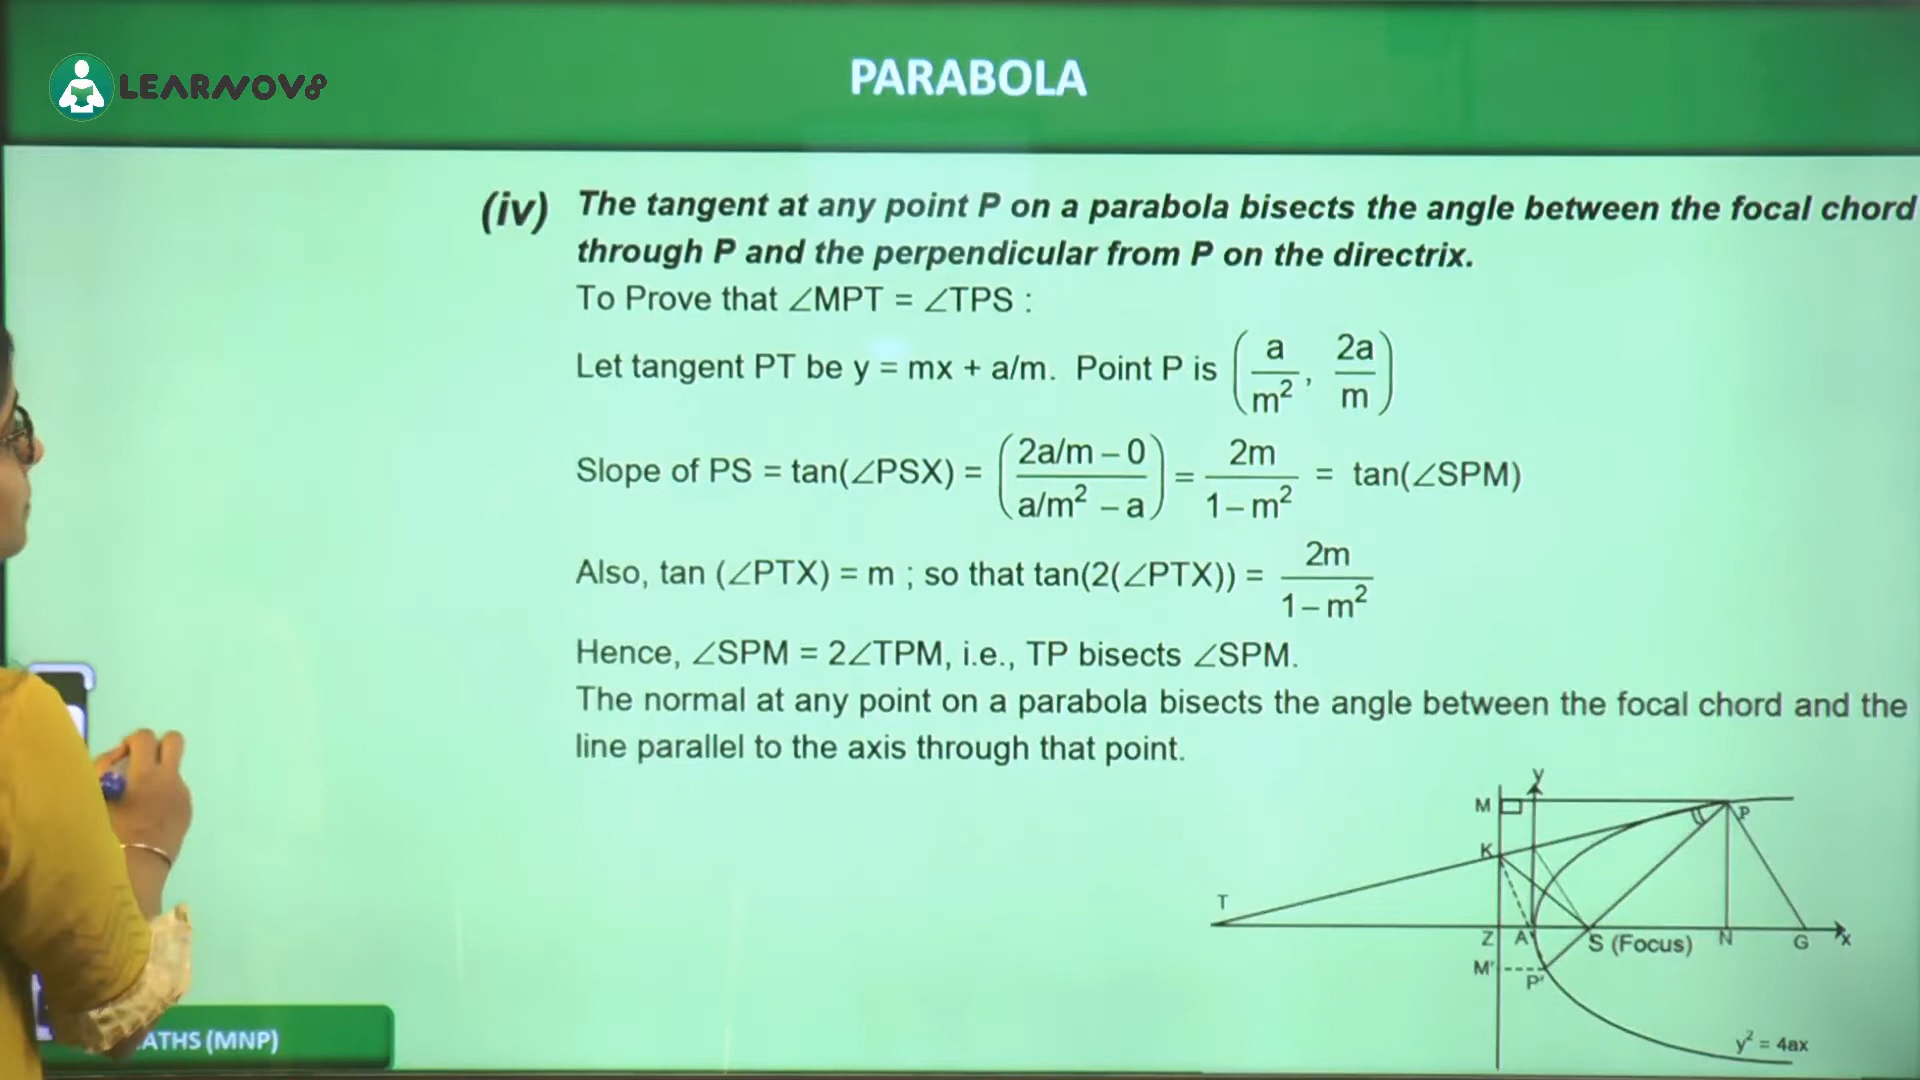 LEARNOV8
PARABOLA
(iv) The tangent at any point P on a parabola bisects the angle between the focal chord
through P and the perpendicular from P on the directrix.
To Prove that ∠MPT = ∠TPS :
Let tangent PT be y = mx + a/m. Point P is (a/m², 2a/m)
Slope of PS = tan(∠PSX) = ((2a/m – 0)/(a/m² – a)) = 2m/(1 – m²) = tan(∠SPM)
Also, tan (∠PTX) = m ; so that tan(2(∠PTX)) = 2m/(1 – m²)
Hence, ∠SPM = 2∠TPM, i.e., TP bisects ∠SPM.
The normal at any point on a parabola bisects the angle between the focal chord and the
line parallel to the axis through that point.
y
M
P
K
T
Z A S (Focus) N G x
M' P'
y² = 4ax
ATHS (MNP)